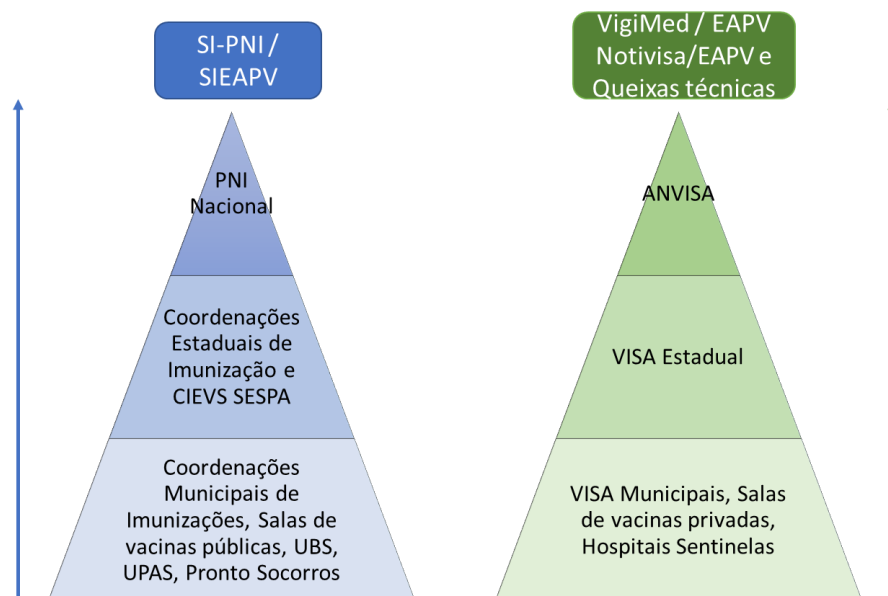 SI-PNI /
SIEAPV
PNI
Nacional
Coordenações
Estaduais de
Imunização e
CIEVS SESPA
Coordenações
Municipais de
Imunizações, Salas de
vacinas públicas, UBS,
UPAS, Pronto Socorros
VigiMed / EAPV
Notivisa/EAPV e
Queixas técnicas
ANVISA
VISA Estadual
VISA Municipais, Salas
de vacinas privadas,
Hospitais Sentinelas